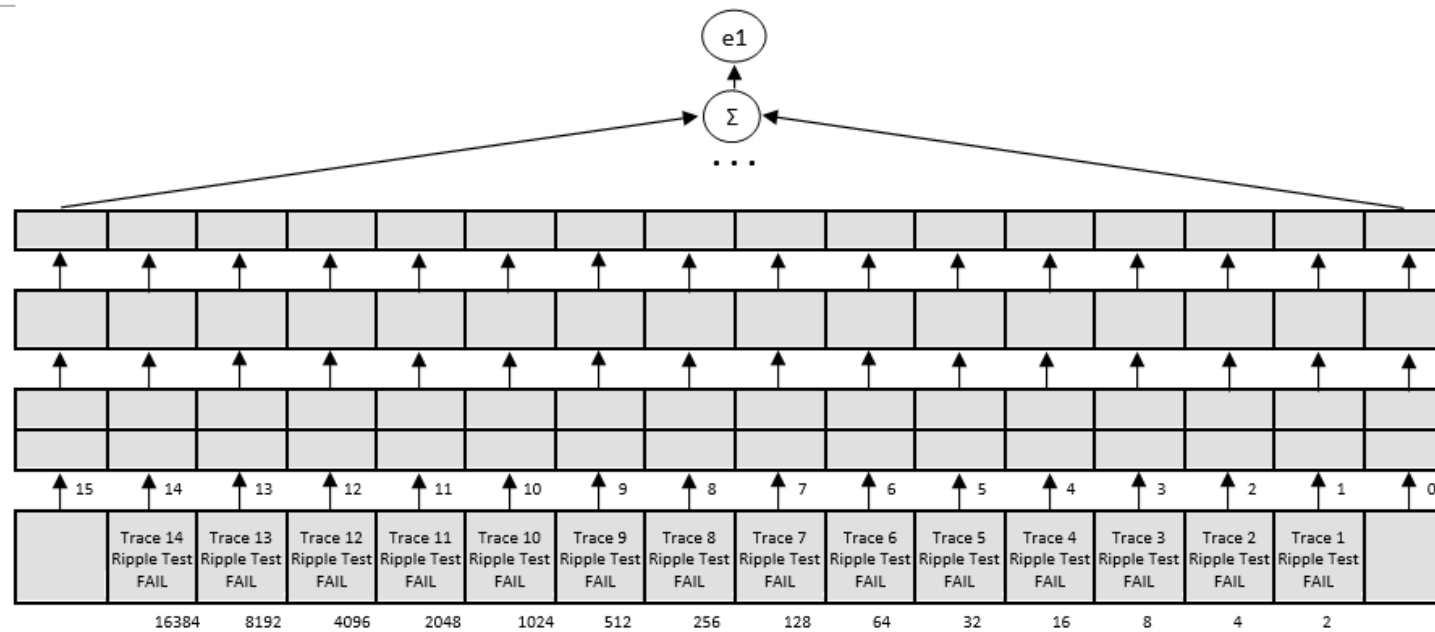 e1
Σ
...
15 14 13 12 11 10 9 8 7 6 5 4 3 2 1 0
Trace 14 Trace 13 Trace 12 Trace 11 Trace 10 Trace 9 Trace 8 Trace 7 Trace 6 Trace 5 Trace 4 Trace 3 Trace 2 Trace 1
Ripple Test Ripple Test Ripple Test Ripple Test Ripple Test Ripple Test Ripple Test Ripple Test Ripple Test Ripple Test Ripple Test Ripple Test Ripple Test Ripple Test
FAIL FAIL FAIL FAIL FAIL FAIL FAIL FAIL FAIL FAIL FAIL FAIL FAIL FAIL
16384 8192 4096 2048 1024 512 256 128 64 32 16 8 4 2